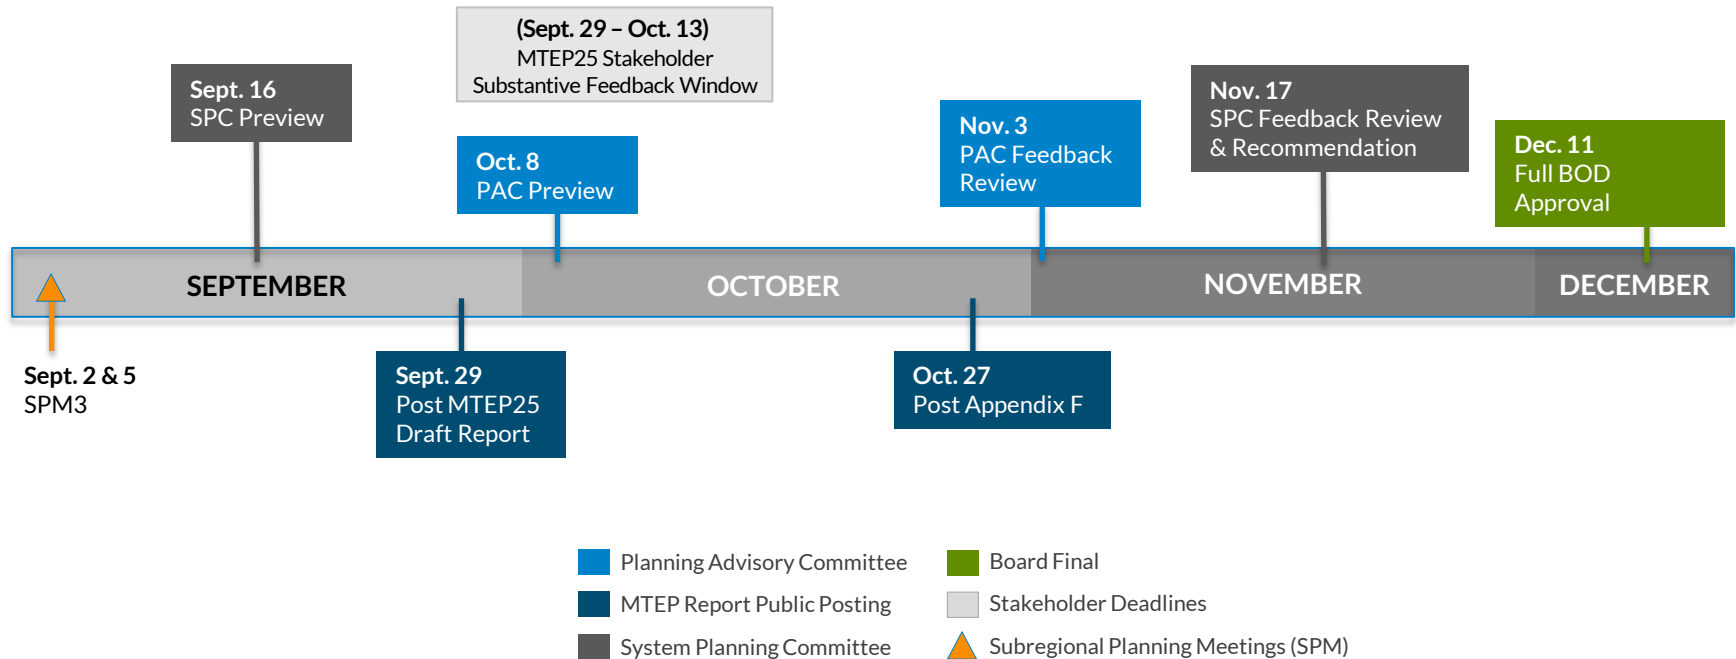 (Sept. 29 – Oct. 13)
MTEP25 Stakeholder
Substantive Feedback Window
Sept. 16
SPC Preview
Oct. 8
PAC Preview
Nov. 3
PAC Feedback
Review
Nov. 17
SPC Feedback Review
& Recommendation
Dec. 11
Full BOD
Approval
SEPTEMBER
OCTOBER
NOVEMBER
DECEMBER
Sept. 2 & 5
SPM3
Sept. 29
Post MTEP25
Draft Report
Oct. 27
Post Appendix F
Planning Advisory Committee
MTEP Report Public Posting
System Planning Committee
Board Final
Stakeholder Deadlines
Subregional Planning Meetings (SPM)